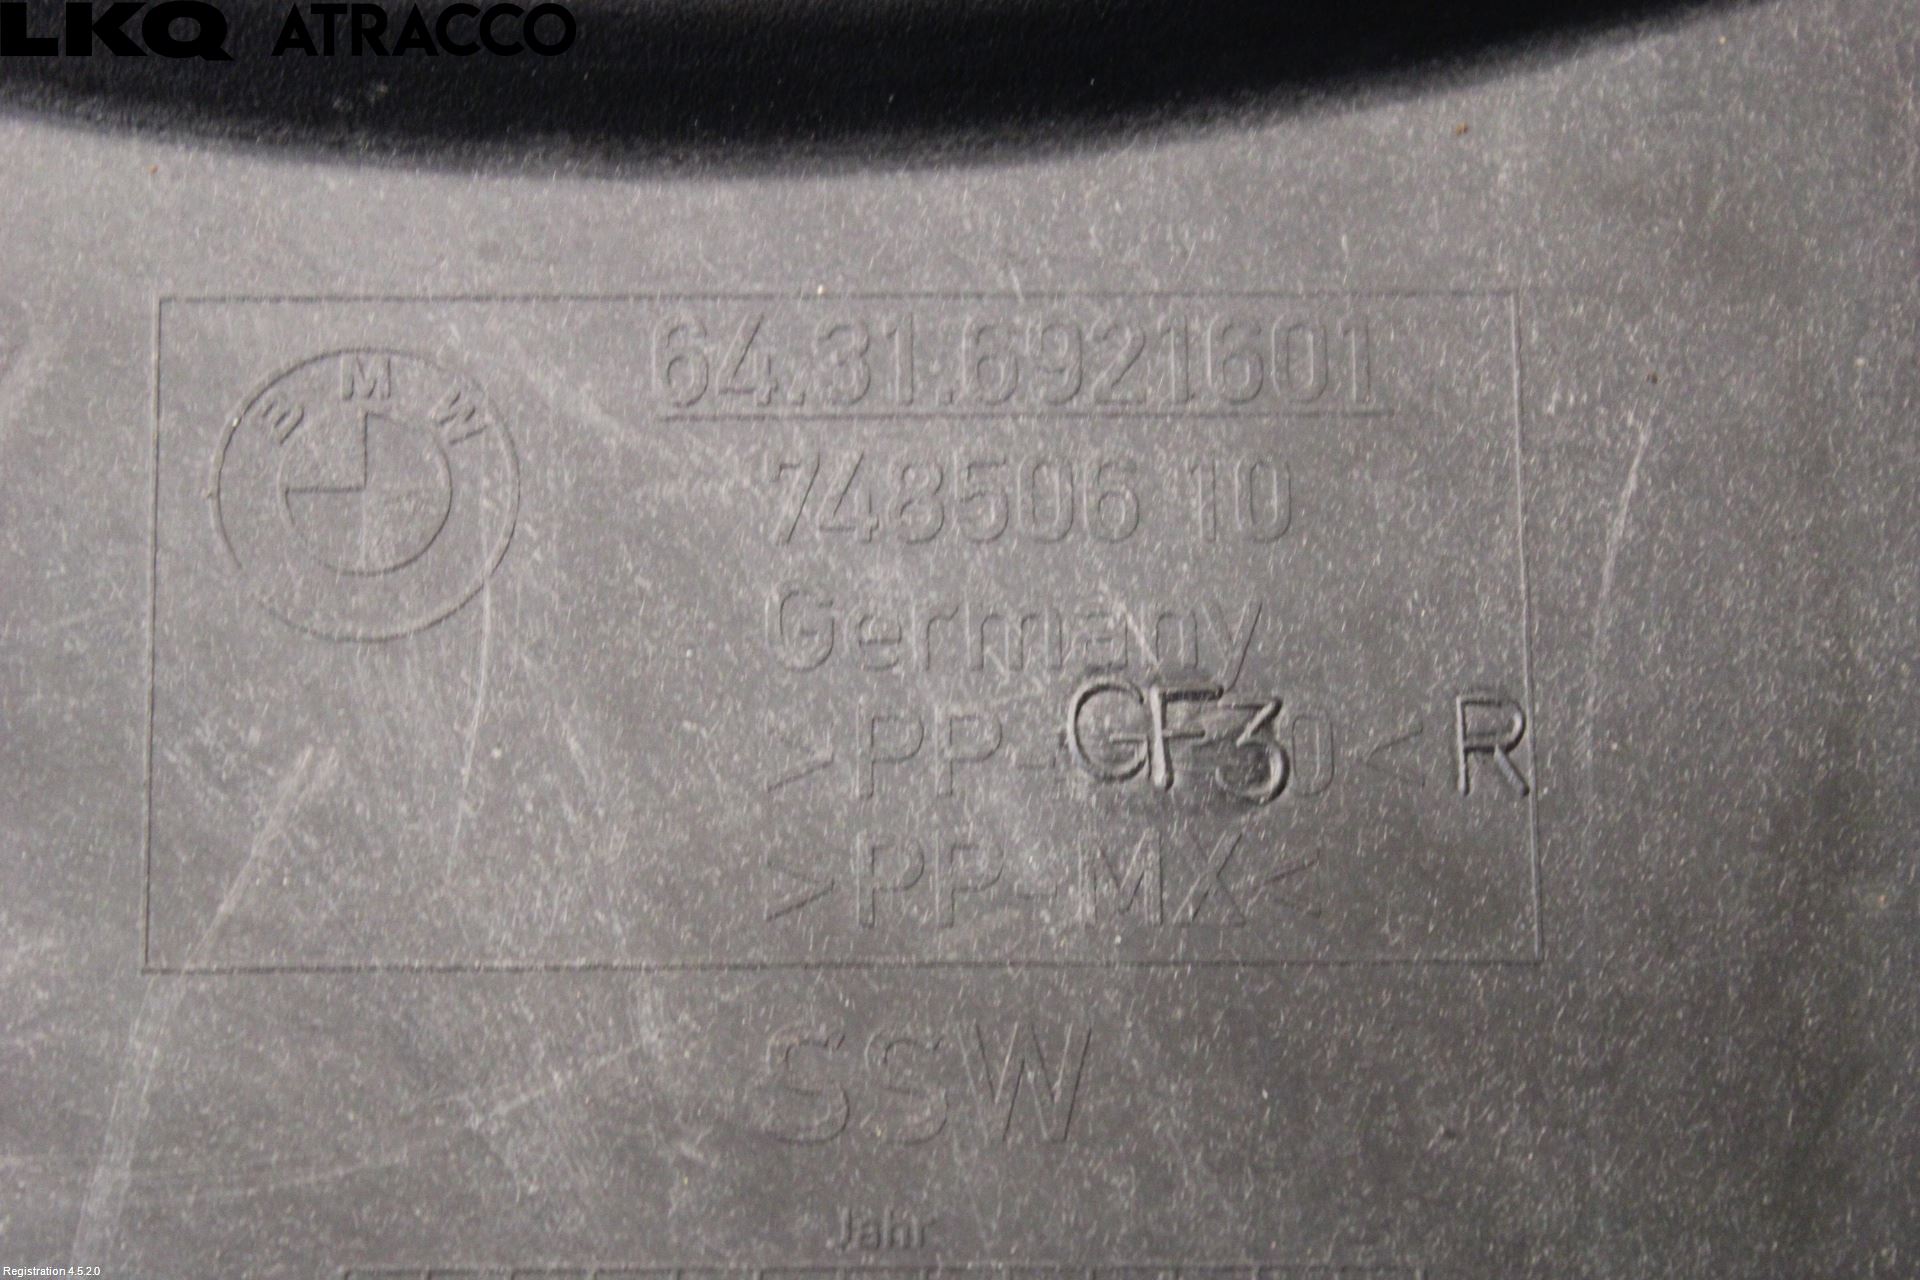 LKQ ATRACCO
BMW
64.31.6921601
748506 10
Germany
>PP-GF30< R
>PP-MX<
SSW
Jahr
Registration 4.5.2.0